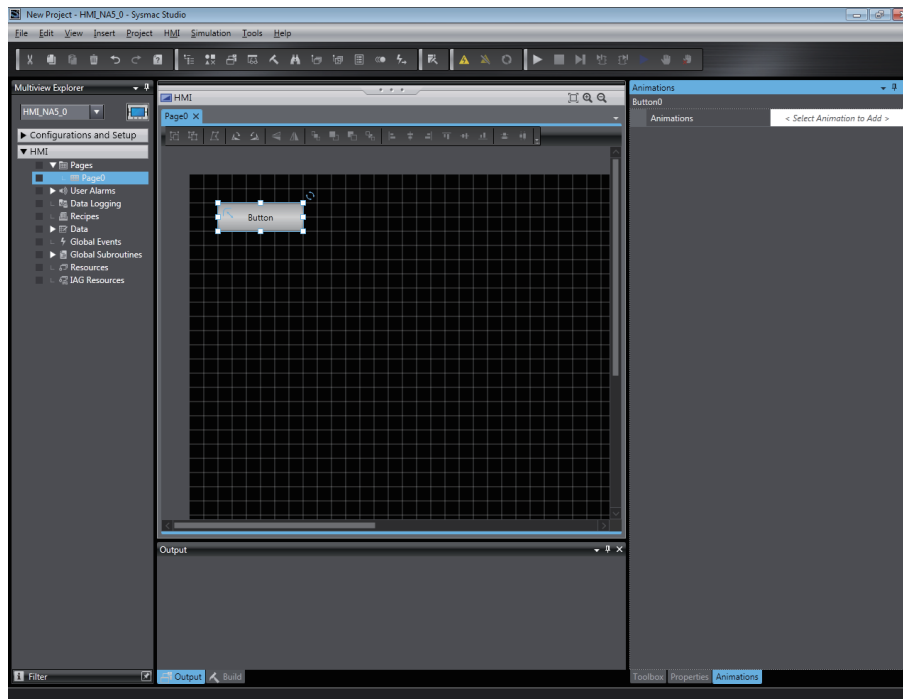 New Project - HMI_NA5_0 - Sysmac Studio
File Edit View Insert Project HMI Simulation Tools Help
Multiview Explorer
HMI_NA5_0
Configurations and Setup
HMI
Pages
Page0
User Alarms
Data Logging
Recipes
Data
Global Events
Global Subroutines
Resources
IAG Resources
Filter
HMI
Page0
Button
Output
Output Build
Animations
Button0
Animations < Select Animation to Add >
Toolbox Properties Animations